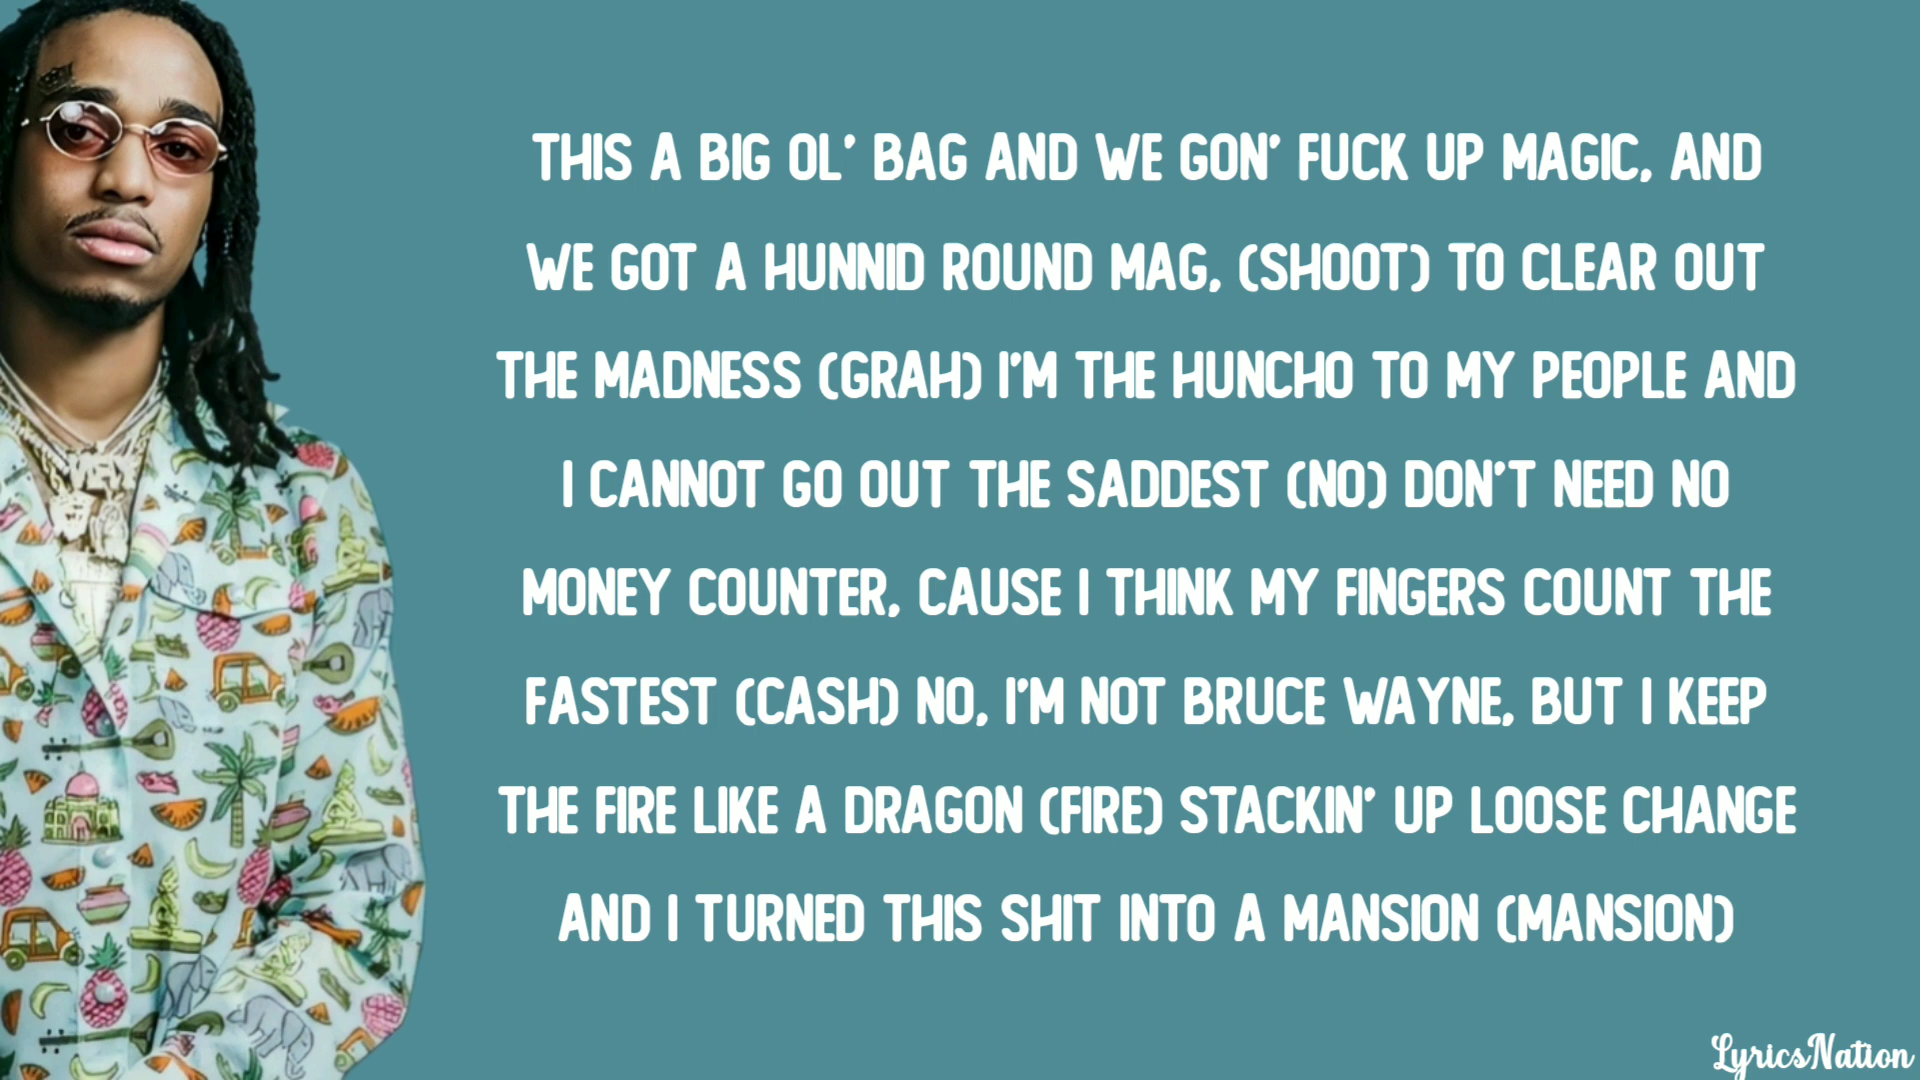 THIS A BIG OL' BAG AND WE GON' FUCK UP MAGIC, AND
WE GOT A HUNNID ROUND MAG, (SHOOT) TO CLEAR OUT
THE MADNESS (GRAH) I'M THE HUNCHO TO MY PEOPLE AND
I CANNOT GO OUT THE SADDEST (NO) DON'T NEED NO
MONEY COUNTER, CAUSE I THINK MY FINGERS COUNT THE
FASTEST (CASH) NO, I'M NOT BRUCE WAYNE, BUT I KEEP
THE FIRE LIKE A DRAGON (FIRE) STACKIN' UP LOOSE CHANGE
AND I TURNED THIS SHIT INTO A MANSION (MANSION)
LyricsNation